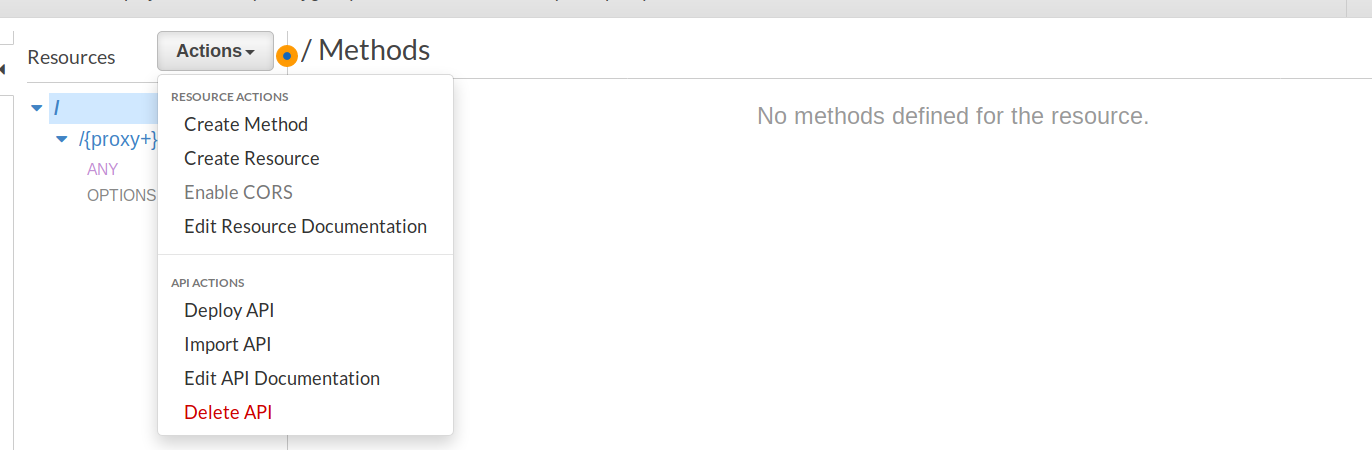 Resources
Actions
/ Methods
RESOURCE ACTIONS
Create Method
Create Resource
Enable CORS
Edit Resource Documentation
API ACTIONS
Deploy API
Import API
Edit API Documentation
Delete API
/
/{proxy+}
ANY
OPTIONS
No methods defined for the resource.